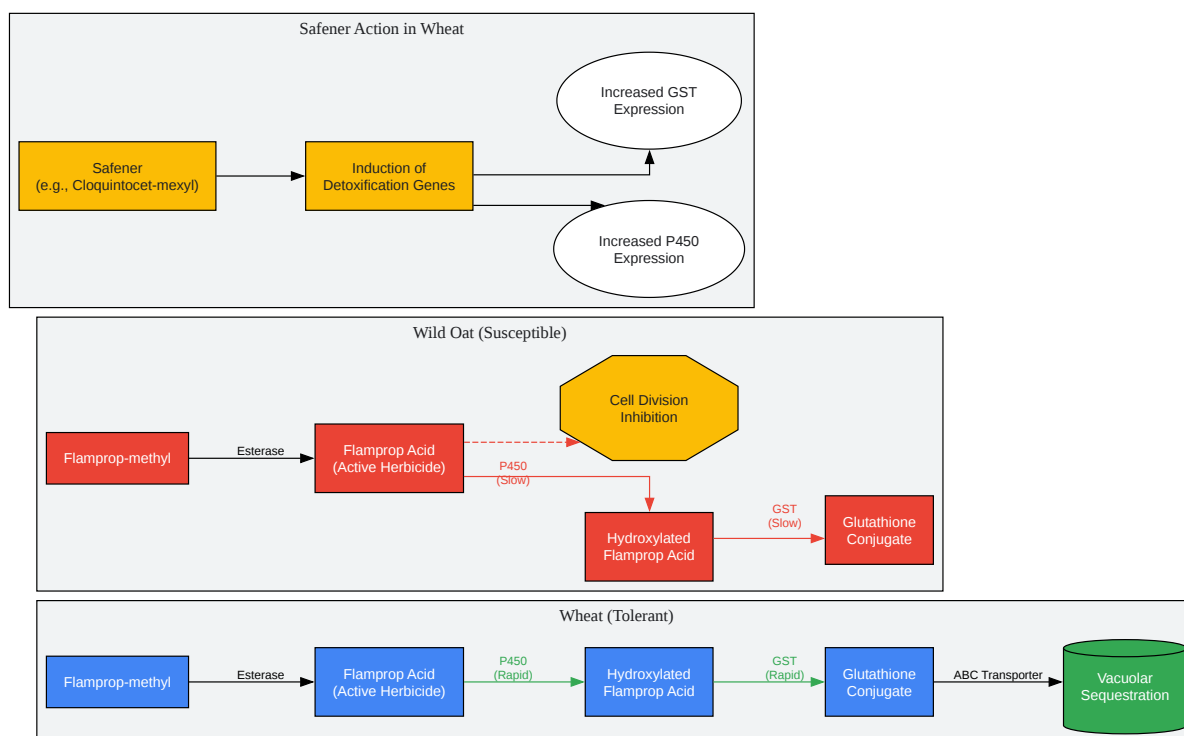 Safener Action in Wheat
Increased GST
Expression
Safener
(e.g., Cloquintocet-mexyl)
Induction of
Detoxification Genes
Increased P450
Expression
Wild Oat (Susceptible)
Cell Division
Inhibition
Flamprop-methyl
Esterase
Flamprop Acid
(Active Herbicide)
P450
(Slow)
Hydroxylated
Flamprop Acid
GST
(Slow)
Glutathione
Conjugate
Wheat (Tolerant)
Flamprop-methyl
Esterase
Flamprop Acid
(Active Herbicide)
P450
(Rapid)
Hydroxylated
Flamprop Acid
GST
(Rapid)
Glutathione
Conjugate
ABC Transporter
Vacuolar
Sequestration